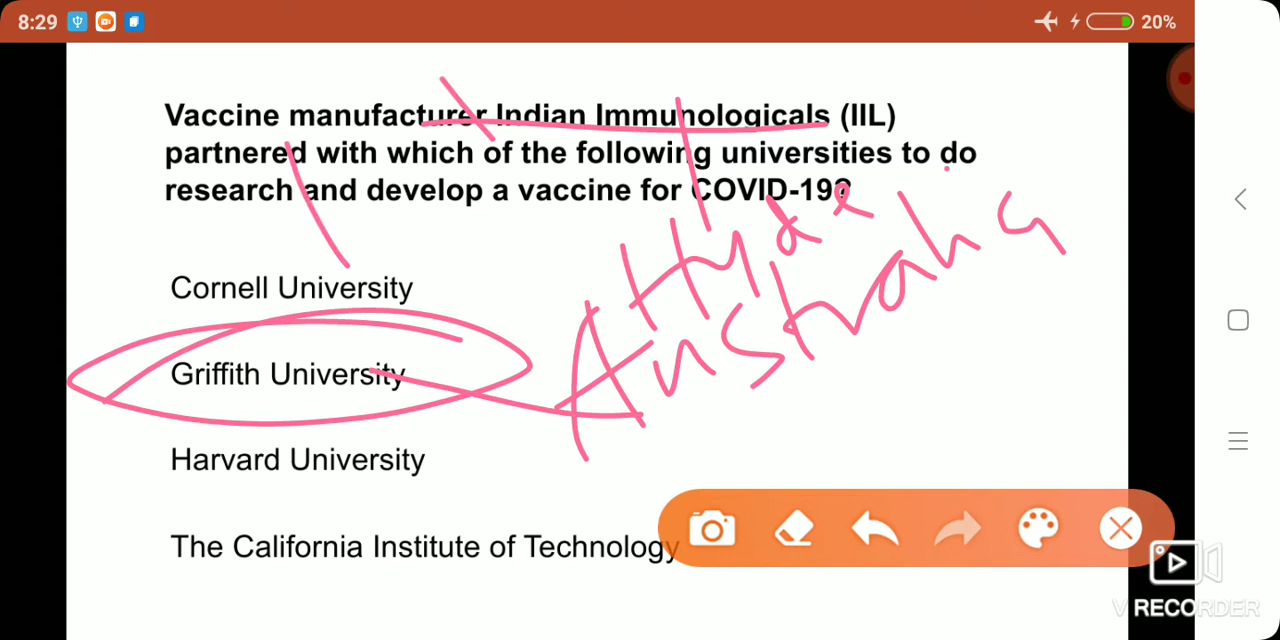 8:29
20%
Vaccine manufacturer Indian Immunologicals (IIL)
partnered with which of the following universities to do
research and develop a vaccine for COVID-19?
Hyde
Australia
Cornell University
Griffith University
Harvard University
The California Institute of Technology
V RECORDER